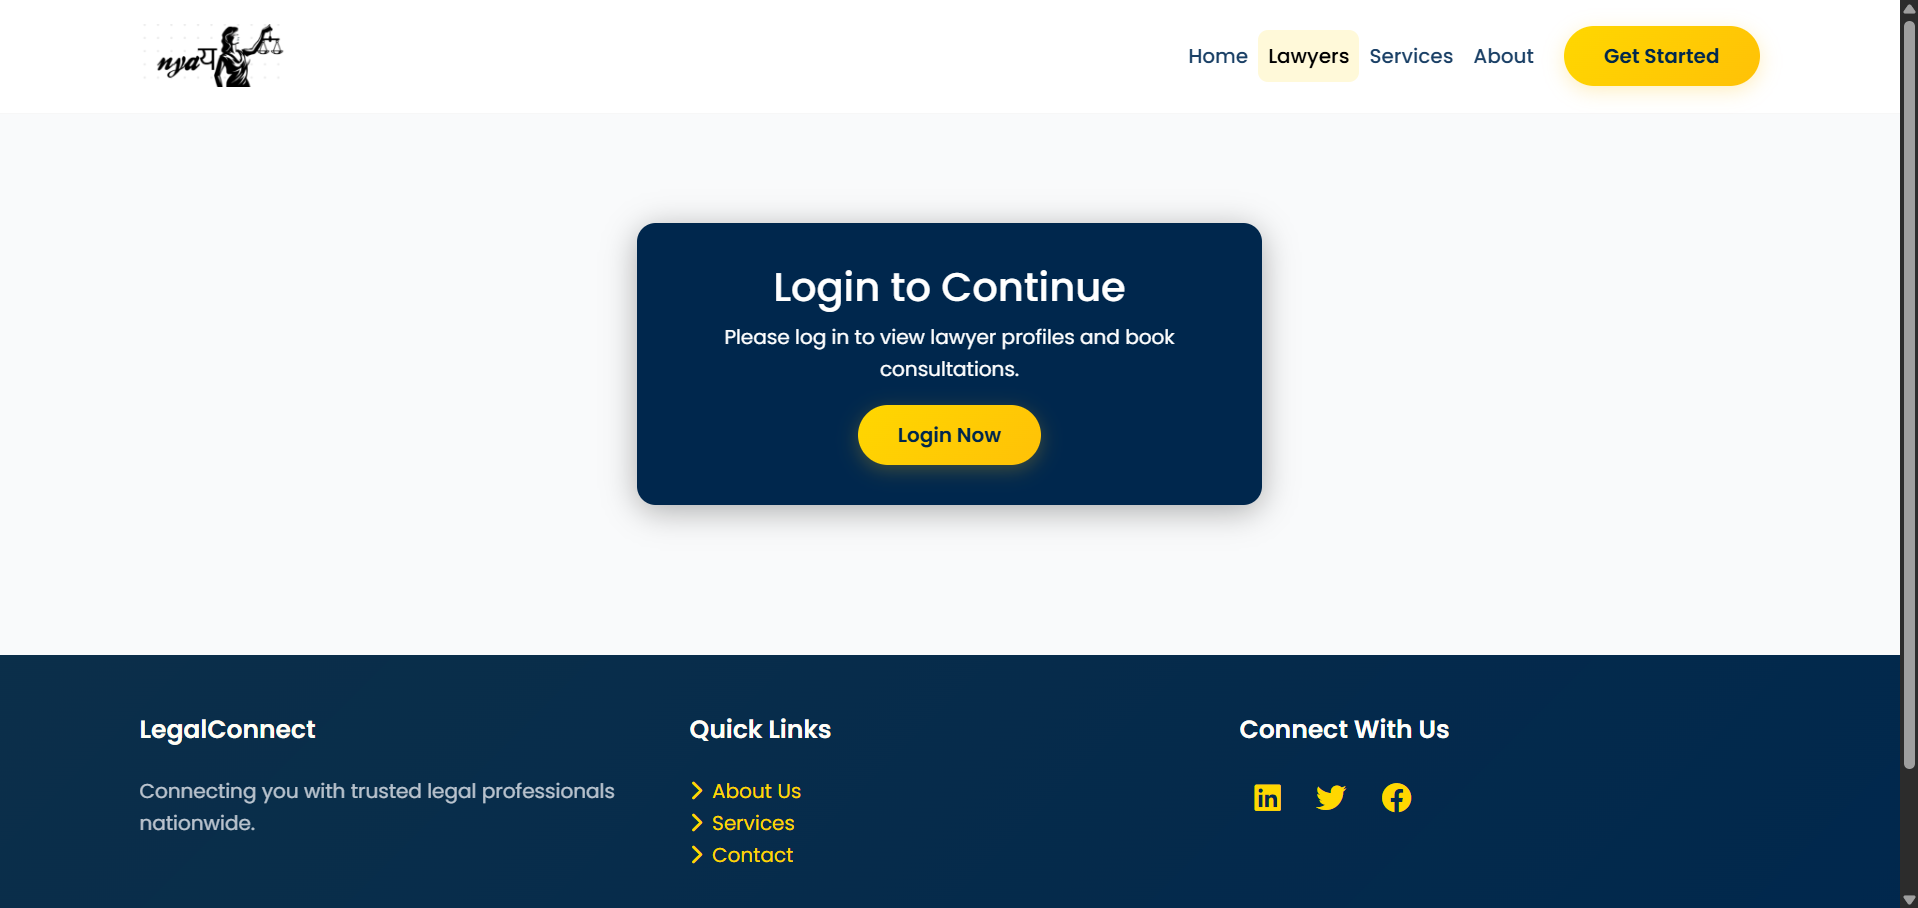 nyaय
Home Lawyers Services About Get Started
Login to Continue
Please log in to view lawyer profiles and book
consultations.
Login Now
LegalConnect
Connecting you with trusted legal professionals
nationwide.
Quick Links
About Us
Services
Contact
Connect With Us
in